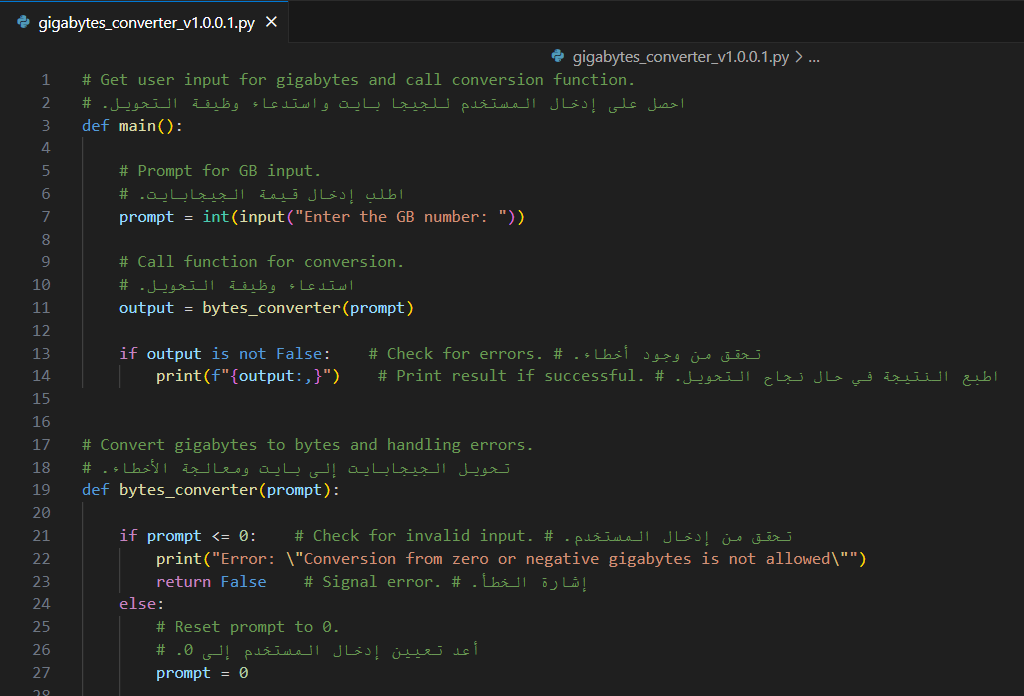 gigabytes_converter_v1.0.0.1.py
gigabytes_converter_v1.0.0.1.py > ...
1 # Get user input for gigabytes and call conversion function.
2 # احصل على إدخال المستخدم للجيجا بايت واستدعاء وظيفة التحويل.
3 def main():
4
5 # Prompt for GB input.
6 # اطلب إدخال قيمة الجيجابايت.
7 prompt = int(input("Enter the GB number: "))
8
9 # Call function for conversion.
10 # استدعاء وظيفة التحويل.
11 output = bytes_converter(prompt)
12
13 if output is not False: # Check for errors. # تحقق من وجود أخطاء.
14 print(f"{output:,}") # Print result if successful. # اطبع النتيجة في حال نجاح التحويل.
15
16
17 # Convert gigabytes to bytes and handling errors.
18 # تحويل الجيجابايت إلى بايت ومعالجة الأخطاء.
19 def bytes_converter(prompt):
20
21 if prompt <= 0: # Check for invalid input. # تحقق من إدخال المستخدم.
22 print("Error: \"Conversion from zero or negative gigabytes is not allowed\"")
23 return False # Signal error. # إشارة الخطأ.
24 else:
25 # Reset prompt to 0.
26 # أعد تعيين إدخال المستخدم إلى 0.
27 prompt = 0
28